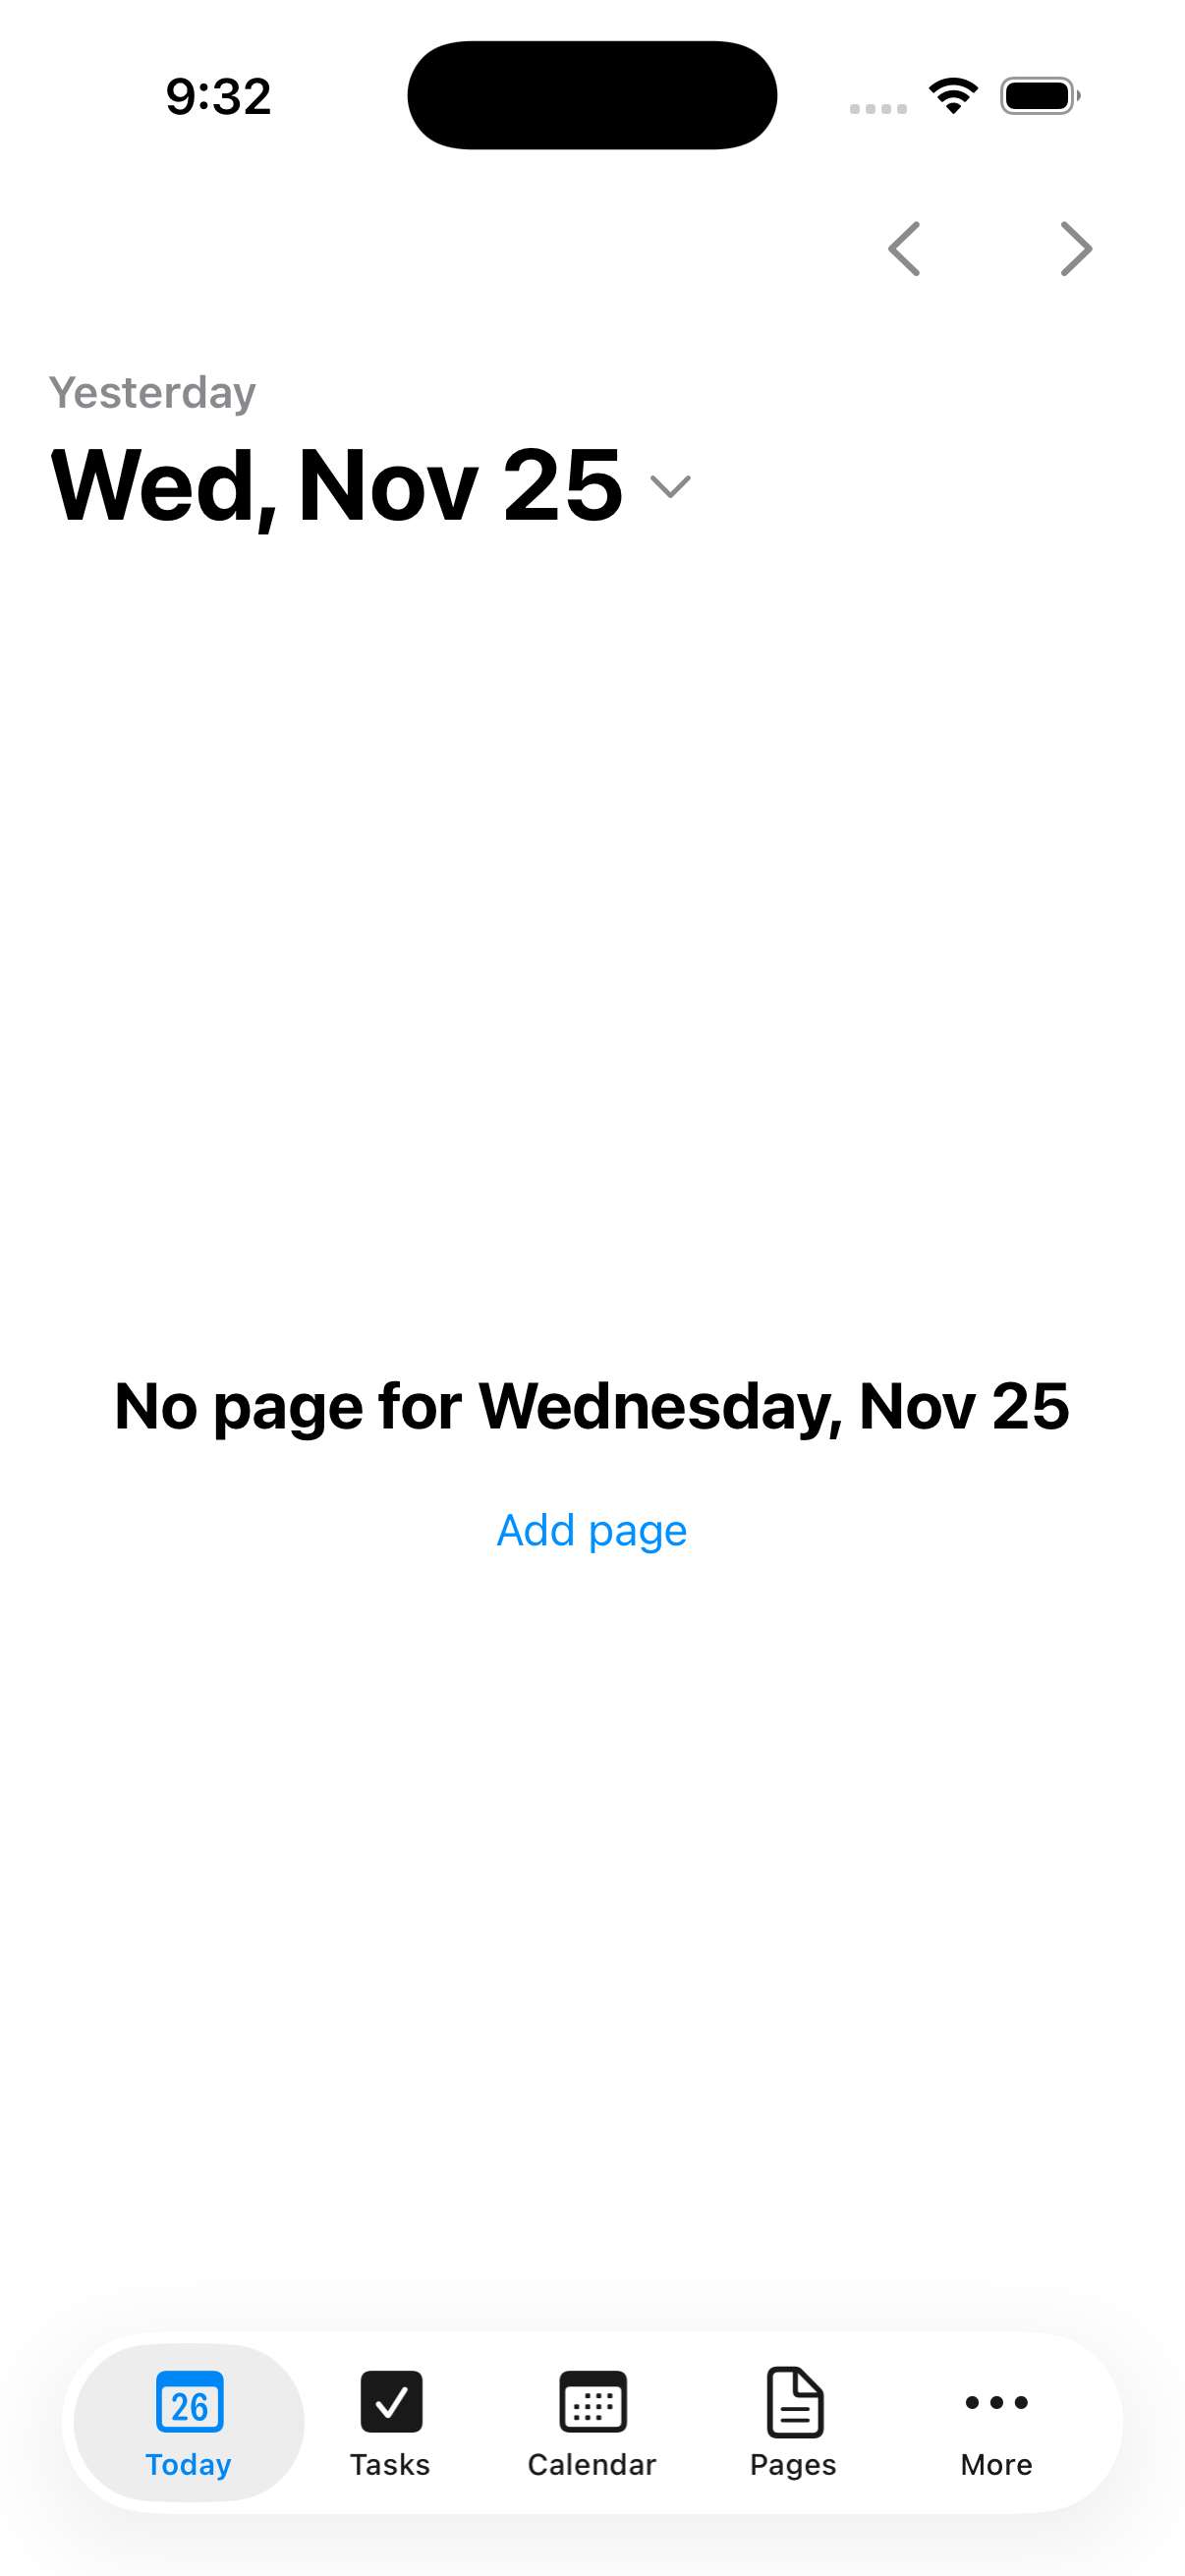 9:32
Yesterday
Wed, Nov 25
No page for Wednesday, Nov 25
Add page
26
Today
Tasks
Calendar
Pages
More